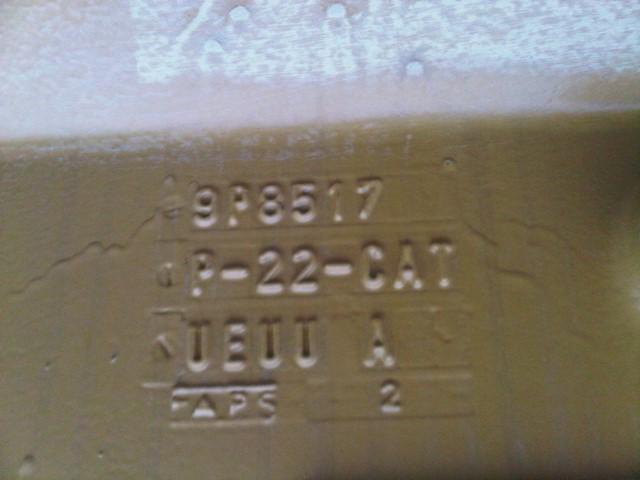 9P8517
P-22-CAT
UEUU A
FAPS 2